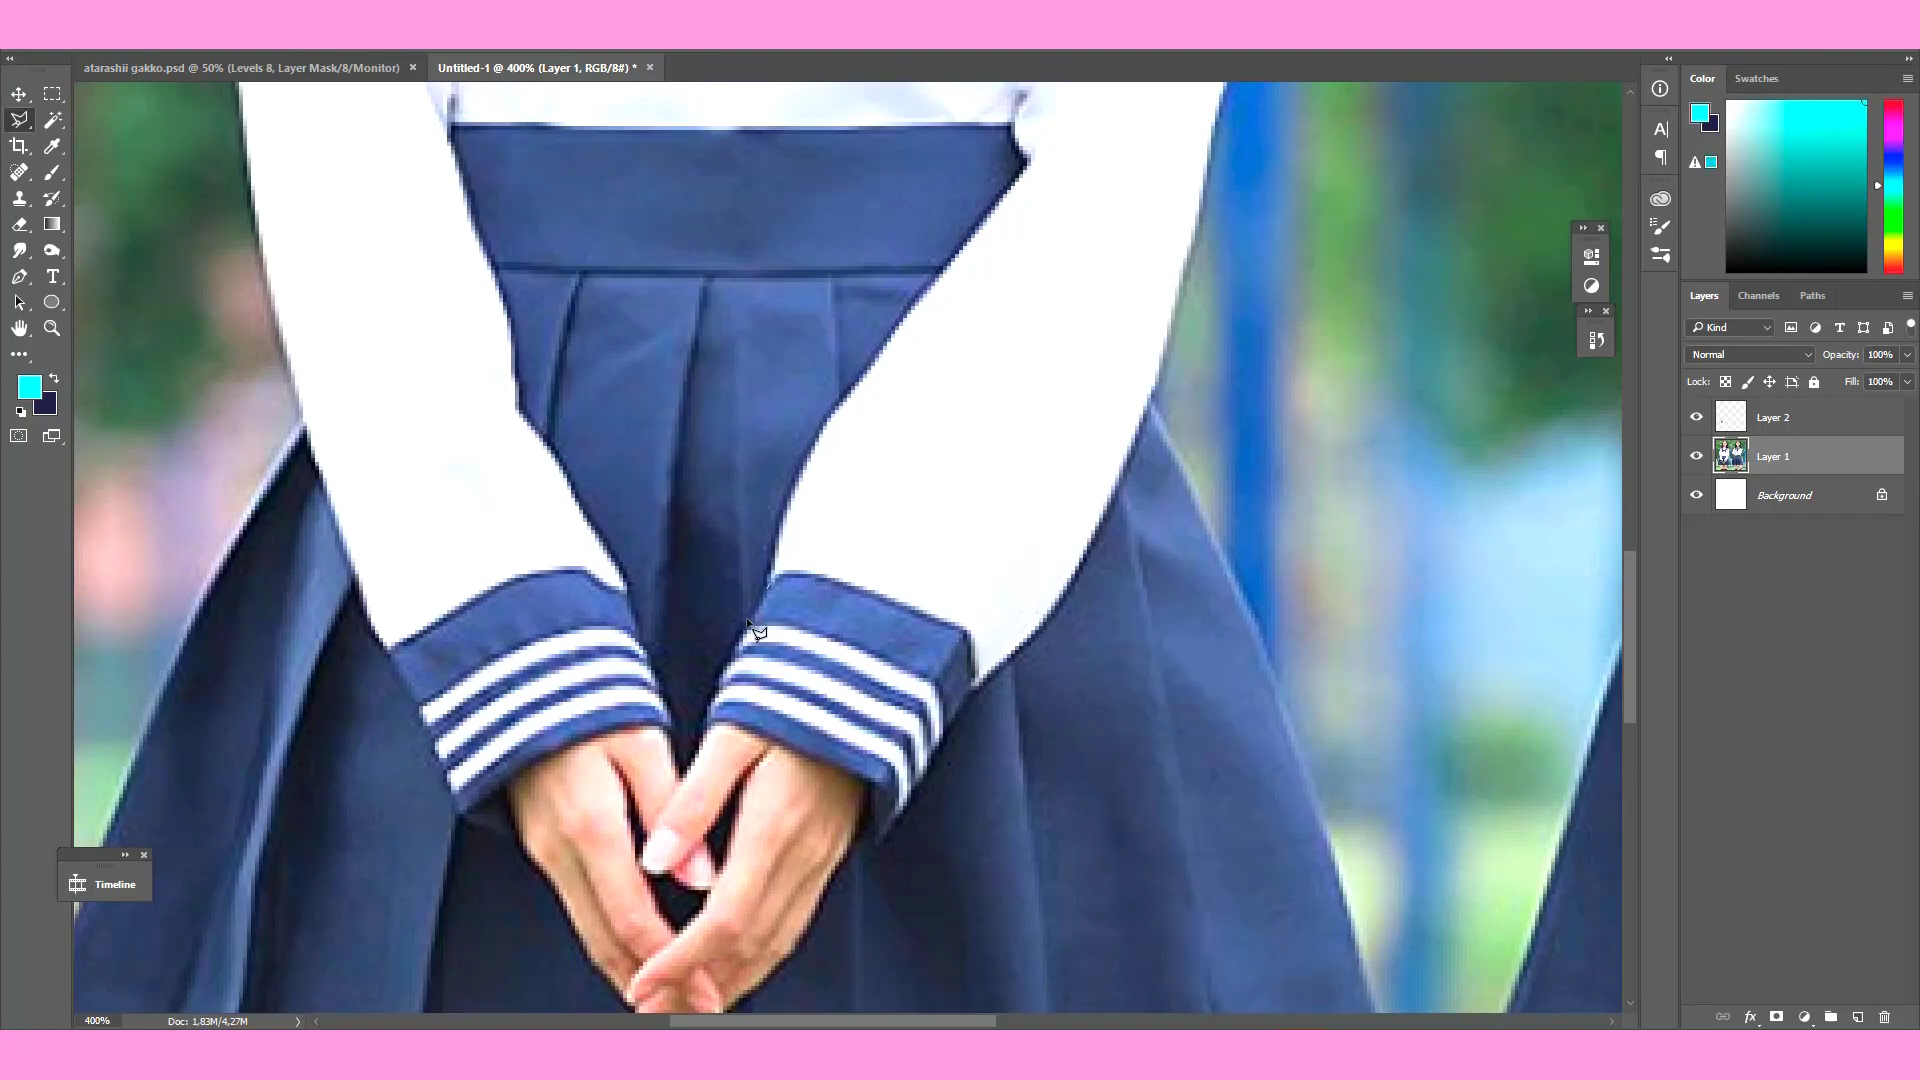 atarashii gakko.psd @ 50% (Levels 8, Layer Mask/8/Monitor)
Untitled-1 @ 400% (Layer 1, RGB/8#) *
Color
Swatches
Layers
Channels
Paths
Kind
Normal
Opacity: 100%
Lock:
Fill: 100%
Layer 2
Layer 1
Background
Timeline
400%
Doc: 1,83M/4,27M